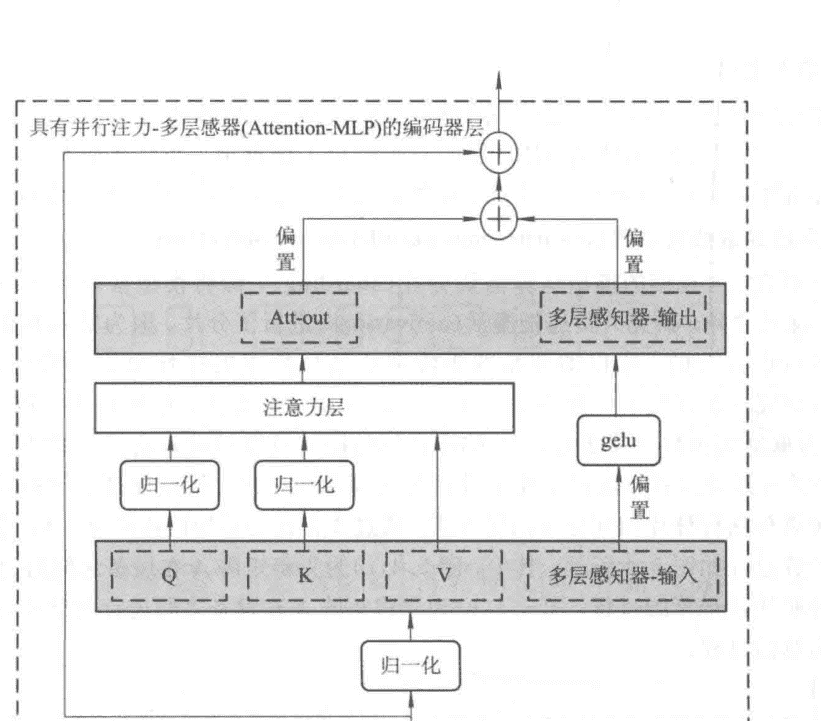 具有并行注力-多层感器(Attention-MLP)的编码器层
偏置
偏置
Att-out
多层感知器-输出
注意力层
gelu
归一化
归一化
偏置
Q
K
V
多层感知器-输入
归一化